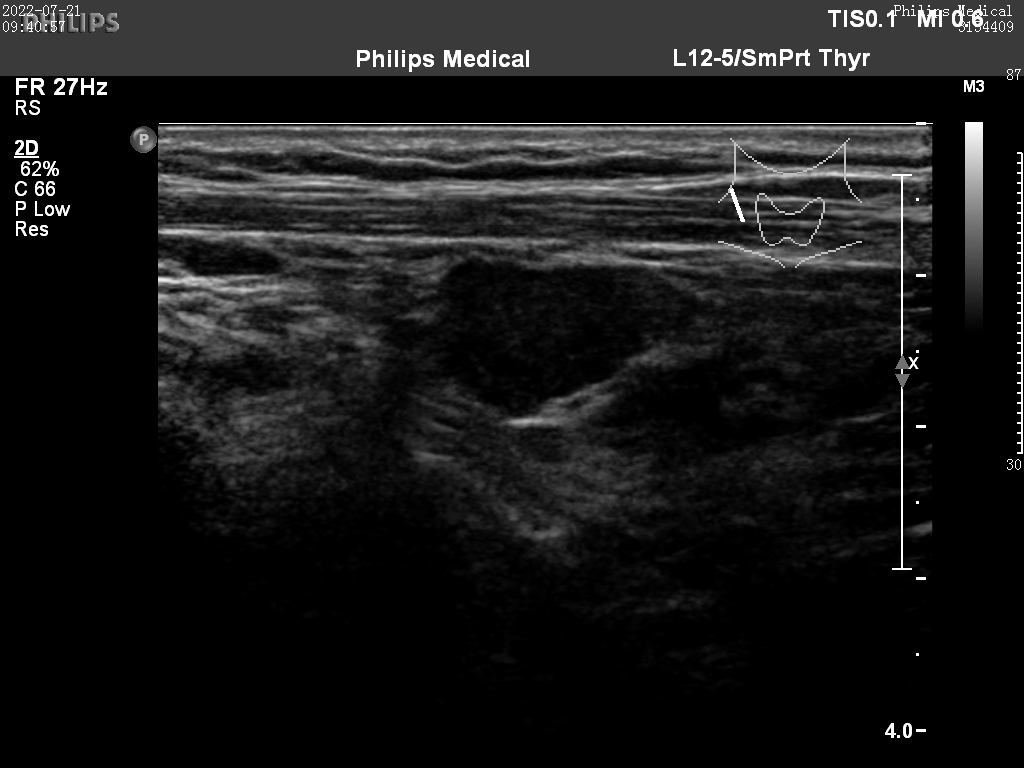 2022-07-21
09:40:57
PHILIPS
TIS0.1 MI 0.6
Philips Medical
Philips Medical
L12-5/SmPrt Thyr
87
FR 27Hz
RS
M3
P
2D
62%
C 66
P Low
Res
X
30
4.0